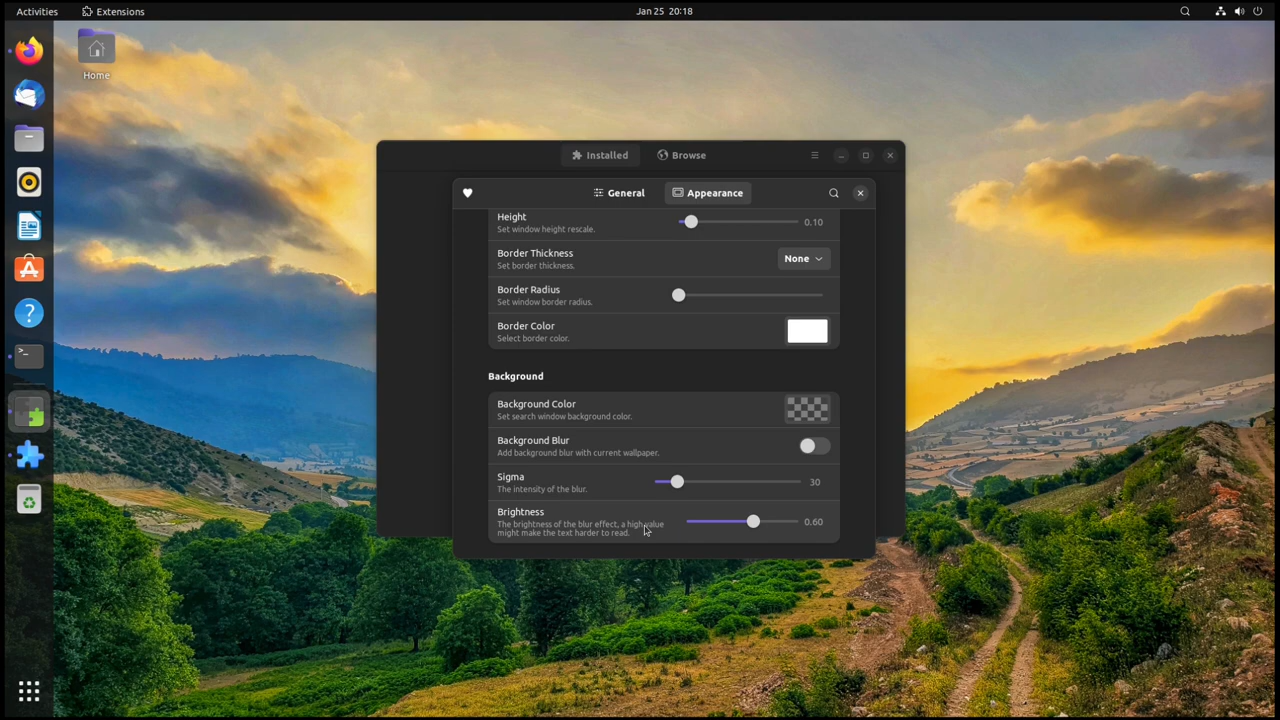 Activities
Extensions
Jan 25 20:18
Home
Installed
Browse
General
Appearance
Height
Set window height rescale.
0.10
Border Thickness
Set border thickness.
None
Border Radius
Set window border radius.
Border Color
Select border color.
Background
Background Color
Set search window background color.
Background Blur
Add background blur with current wallpaper.
Sigma
The intensity of the blur.
30
Brightness
The brightness of the blur effect, a high value
might make the text harder to read.
0.60